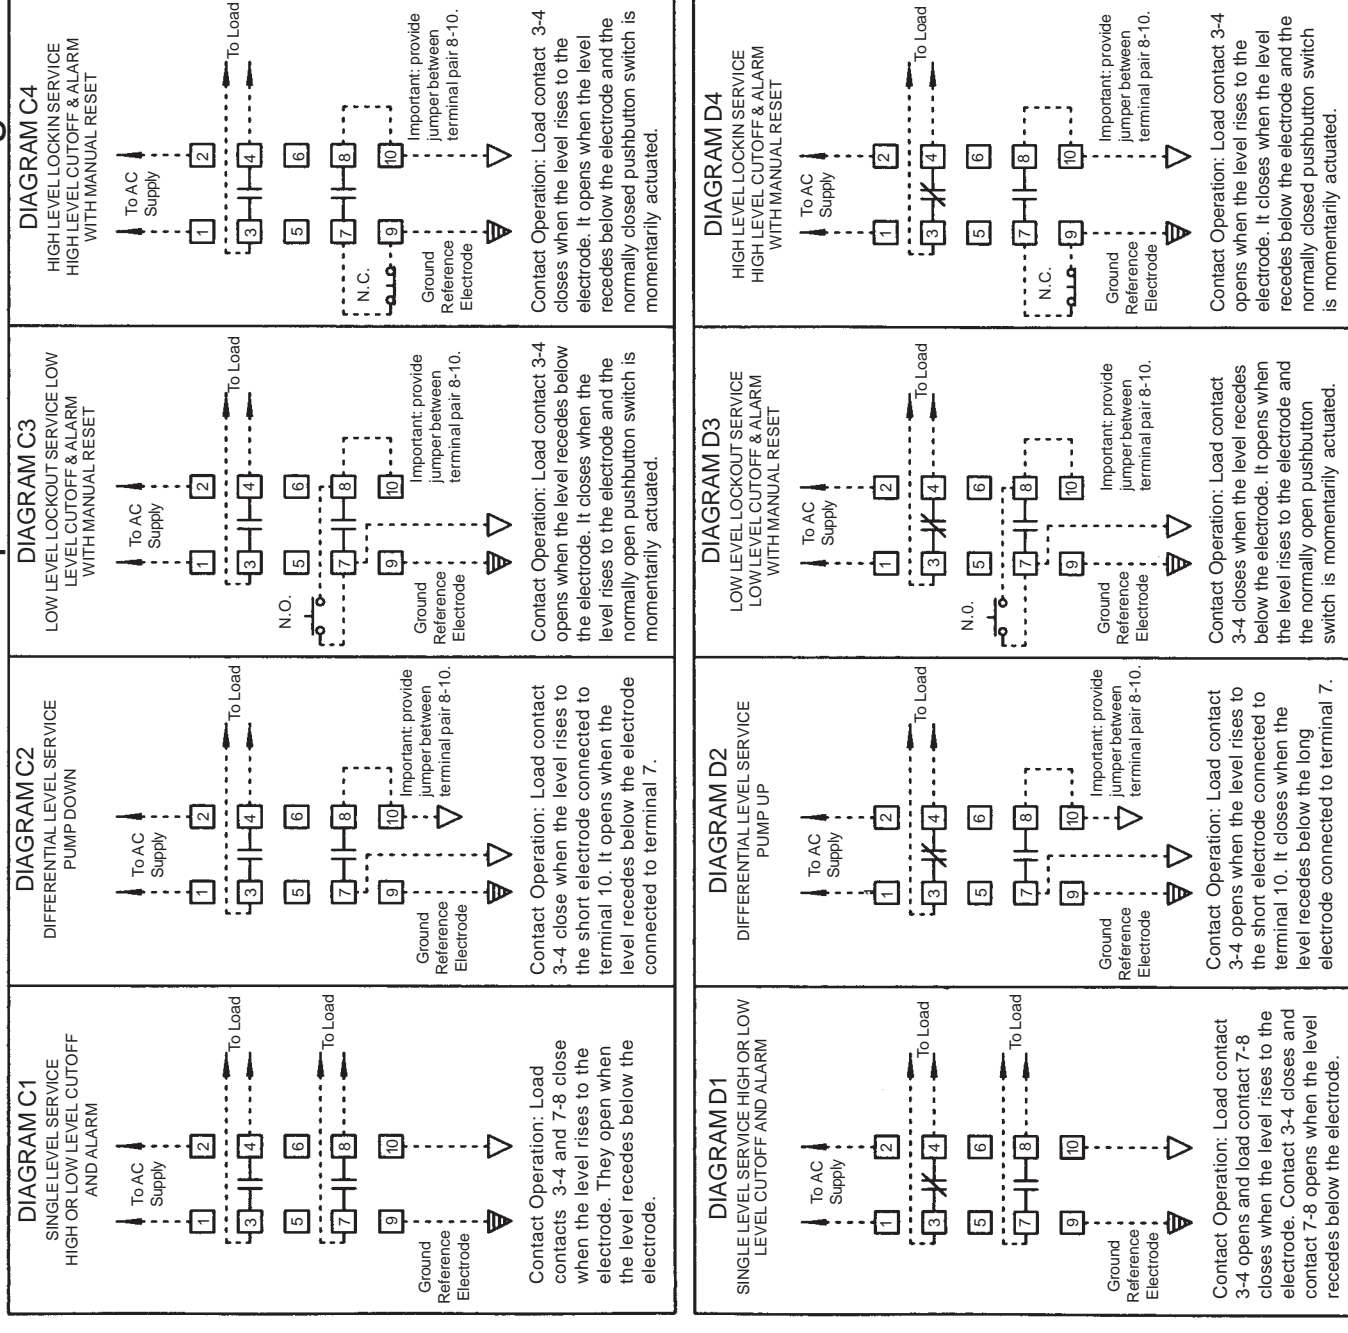 DIAGRAM C1
SINGLE LEVEL SERVICE
HIGH OR LOW LEVEL CUTOFF
AND ALARM
To AC
Supply
1
2
3
4
To Load
5
6
7
8
To Load
9
10
Ground
Reference
Electrode
Contact Operation: Load
contacts 3-4 and 7-8 close
when the level rises to the
electrode. They open when
the level recedes below the
electrode.
DIAGRAM C2
DIFFERENTIAL LEVEL SERVICE
PUMP DOWN
To AC
Supply
1
2
3
4
To Load
5
6
7
8
9
10
Ground
Reference
Electrode
Important: provide
jumper between
terminal pair 8-10.
Contact Operation: Load contact
3-4 close when the level rises to
the short electrode connected to
terminal 10. It opens when the
level recedes below the electrode
connected to terminal 7.
DIAGRAM C3
LOW LEVEL LOCKOUT SERVICE LOW
LEVEL CUTOFF & ALARM
WITH MANUAL RESET
To AC
Supply
1
2
3
4
To Load
5
6
N.O.
7
8
9
10
Ground
Reference
Electrode
Important: provide
jumper between
terminal pair 8-10.
Contact Operation: Load contact 3-4
opens when the level recedes below
the electrode. It closes when the
level rises to the electrode and the
normally open pushbutton switch is
momentarily actuated.
DIAGRAM C4
HIGH LEVEL LOCKIN SERVICE
HIGH LEVEL CUTOFF & ALARM
WITH MANUAL RESET
To AC
Supply
1
2
3
4
To Load
5
6
7
8
N.C.
9
10
Ground
Reference
Electrode
Important: provide
jumper between
terminal pair 8-10.
Contact Operation: Load contact 3-4
closes when the level rises to the
electrode. It opens when the level
recedes below the electrode and the
normally closed pushbutton switch is
momentarily actuated.
DIAGRAM D1
SINGLE LEVEL SERVICE HIGH OR LOW
LEVEL CUTOFF AND ALARM
To AC
Supply
1
2
3
4
To Load
5
6
7
8
To Load
9
10
Ground
Reference
Electrode
Contact Operation: Load contact
3-4 opens and load contact 7-8
closes when the level rises to the
electrode. Contact 3-4 closes and
contact 7-8 opens when the level
recedes below the electrode.
DIAGRAM D2
DIFFERENTIAL LEVEL SERVICE
PUMP UP
To AC
Supply
1
2
3
4
To Load
5
6
7
8
9
10
Ground
Reference
Electrode
Important: provide
jumper between
terminal pair 8-10.
Contact Operation: Load contact
3-4 opens when the level rises to
the short electrode connected to
terminal 10. It closes when the
level recedes below the long
electrode connected to terminal 7.
DIAGRAM D3
LOW LEVEL LOCKOUT SERVICE
LOW LEVEL CUTOFF & ALARM
WITH MANUAL RESET
To AC
Supply
1
2
3
4
To Load
5
6
N.0.
7
8
9
10
Ground
Reference
Electrode
Important: provide
jumper between
terminal pair 8-10.
Contact Operation: Load contact
3-4 closes when the level recedes
below the electrode. It opens when
the level rises to the electrode and
the normally open pushbutton
switch is momentarily actuated.
DIAGRAM D4
HIGH LEVEL LOCKIN SERVICE
HIGH LEVEL CUTOFF & ALARM
WITH MANUAL RESET
To AC
Supply
1
2
3
4
To Load
5
6
7
8
N.C.
9
10
Ground
Reference
Electrode
Important: provide
jumper between
terminal pair 8-10.
Contact Operation: Load contact 3-4
opens when the level rises to the
electrode. It closes when the level
recedes below the electrode and the
normally closed pushbutton switch
is momentarily actuated.